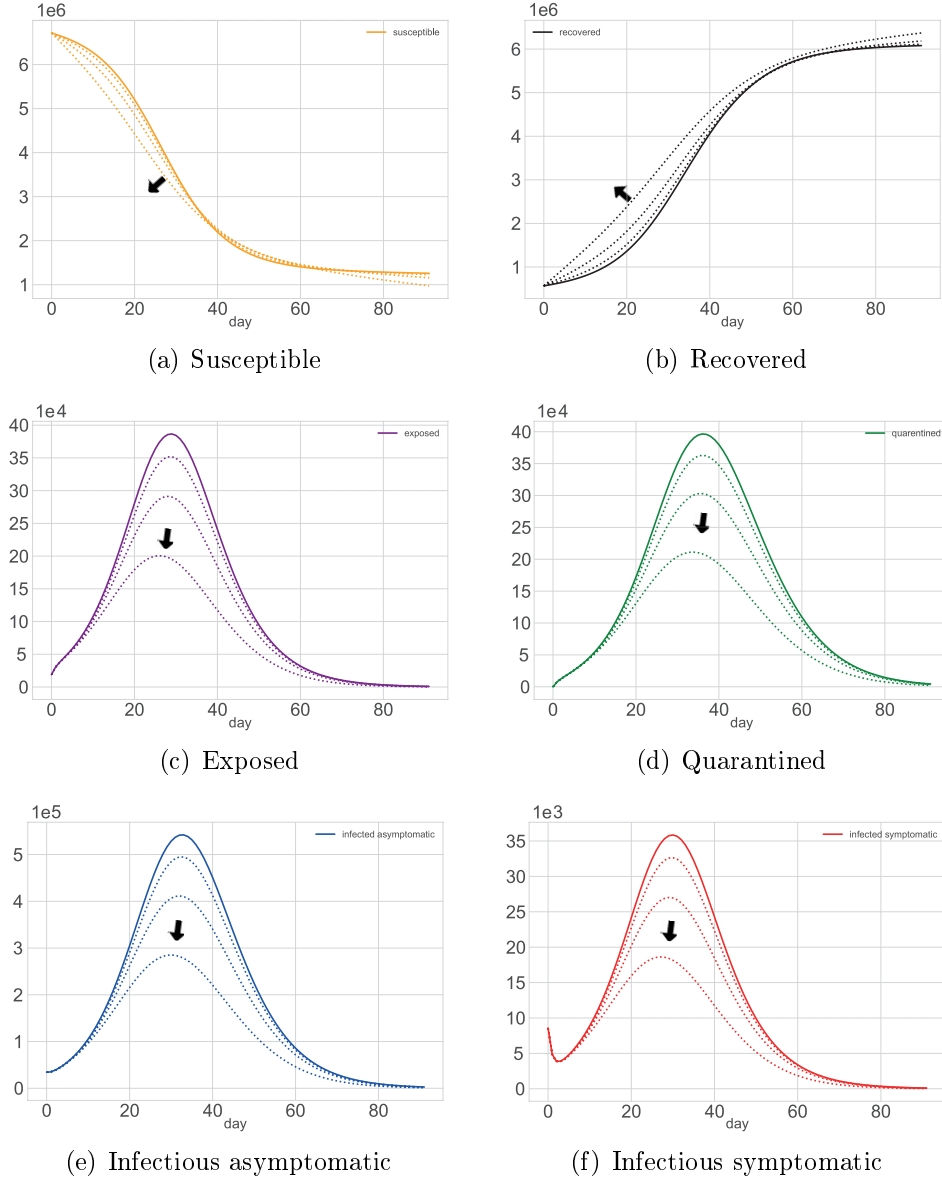 1e6
susceptible
6
5
4
3
2
1
0 20 40 60 80
day
(a) Susceptible
1e6
recovered
6
5
4
3
2
1
0 20 40 60 80
day
(b) Recovered
1e4
exposed
40
35
30
25
20
15
10
5
0
0 20 40 60 80
day
(c) Exposed
1e4
quarentined
40
35
30
25
20
15
10
5
0
0 20 40 60 80
day
(d) Quarantined
1e5
infected asymptomatic
5
4
3
2
1
0
0 20 40 60 80
day
(e) Infectious asymptomatic
1e3
infected symptomatic
35
30
25
20
15
10
5
0
0 20 40 60 80
day
(f) Infectious symptomatic